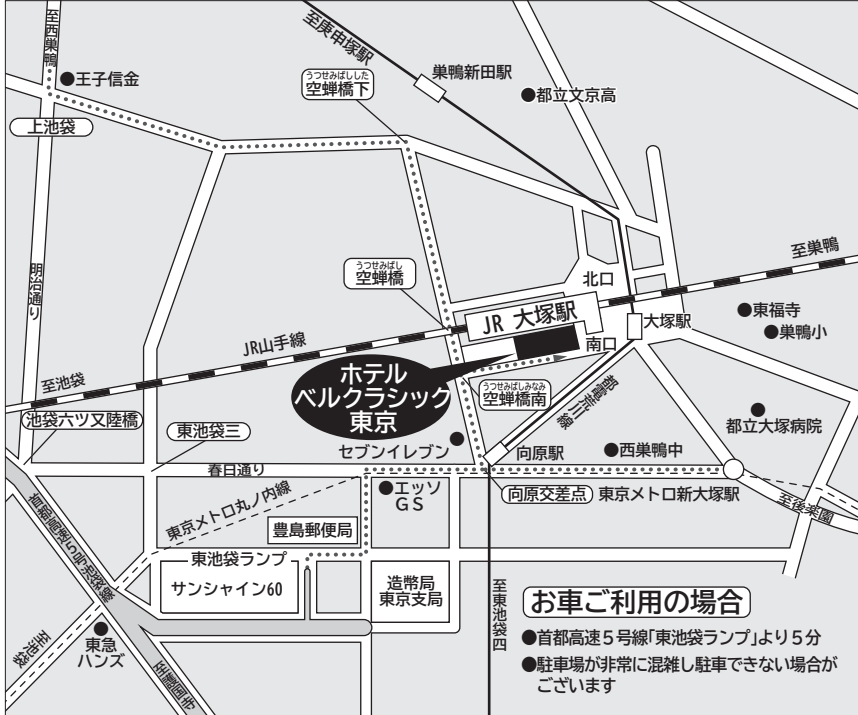 至西巣鴨
●王子信金
上池袋
明治通り
至庚申塚駅
巣鴨新田駅
うつせみばしした
空蝉橋下
●都立文京高
うつせみばし
空蝉橋
北口
至巣鴨
JR 大塚駅
大塚駅
●東福寺
●巣鴨小
JR山手線
至池袋
南口
ホテル
ベルクラシック
東京
うつせみばしみなみ
空蝉橋南
都電荒川線
都立大塚病院
池袋六ツ又陸橋
東池袋三
セブンイレブン
向原駅
●西巣鴨中
春日通り
●エッソ
GS
向原交差点
東京メトロ新大塚駅
至後楽園
東京メトロ丸ノ内線
首都高速5号池袋線
豊島郵便局
東池袋ランプ
サンシャイン60
造幣局
東京支局
至東池袋四
東急
ハンズ
至池袋
至護国寺
お車ご利用の場合
●首都高速5号線「東池袋ランプ」より5分
●駐車場が非常に混雑し駐車できない場合が
ございます